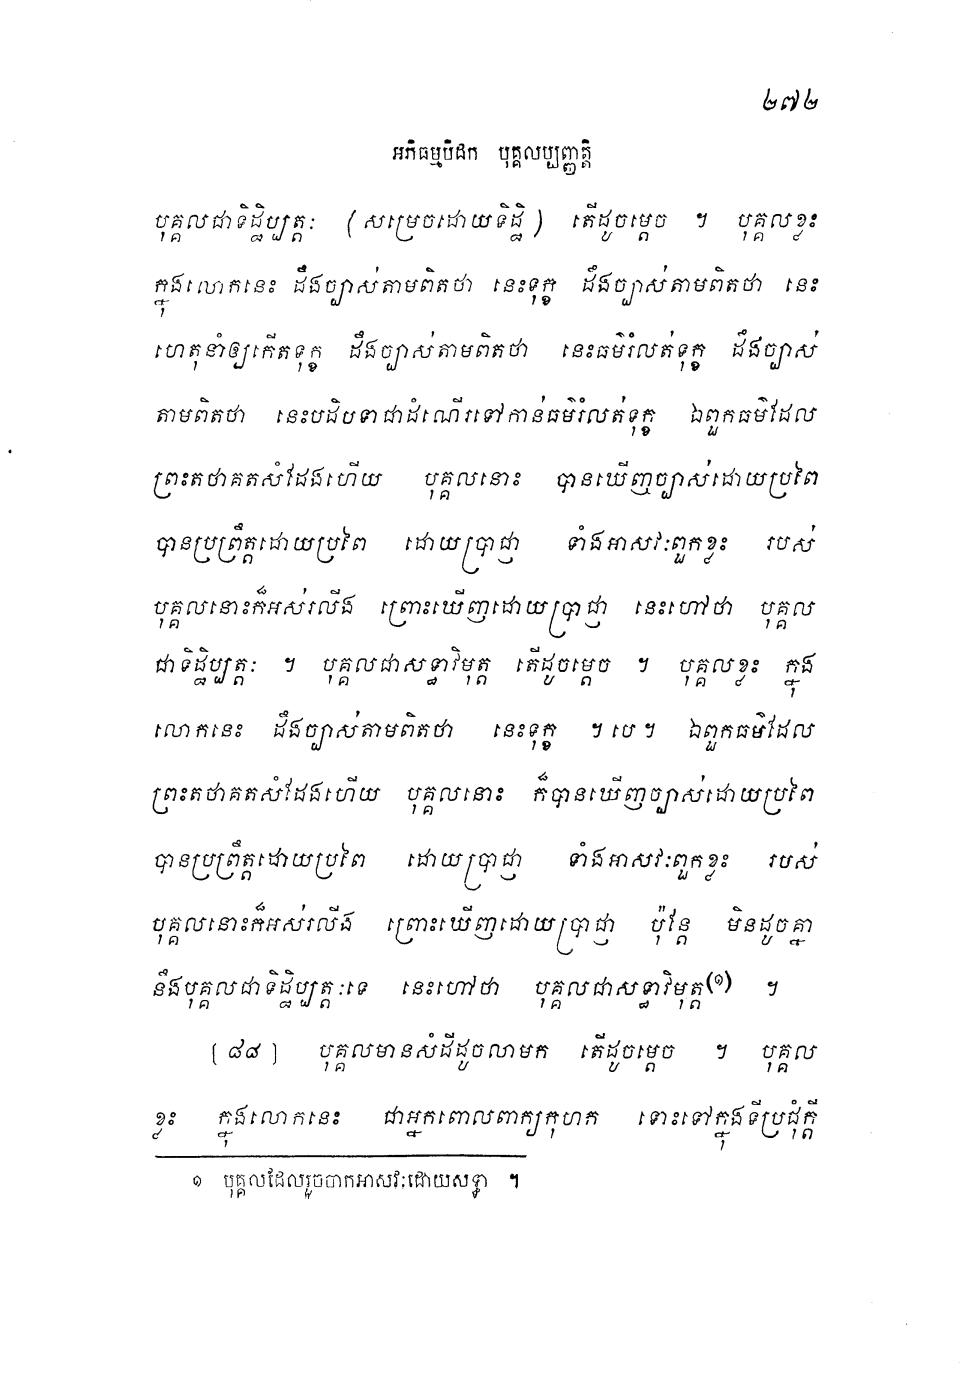 ២៧២
អភិធម្មបិដក បុគ្គលប្បញ្ញត្តិ
បុគ្គលជាទិដ្ឋិប្បត្តៈ (សម្រេចដោយទិដ្ឋិ) តើដូចម្តេច ។ បុគ្គលខ្លះ
ក្នុងលោកនេះ ដឹងច្បាស់តាមពិតថា នេះទុក្ខ ដឹងច្បាស់តាមពិតថា នេះ
ហេតុនាំឲ្យកើតទុក្ខ ដឹងច្បាស់តាមពិតថា នេះធម៌រំលត់ទុក្ខ ដឹងច្បាស់
តាមពិតថា នេះបដិបទាជាដំណើរទៅកាន់ធម៌រំលត់ទុក្ខ ឯពួកធម៌ដែល
ព្រះតថាគតសំដែងហើយ បុគ្គលនោះ បានឃើញច្បាស់ដោយប្រពៃ
បានប្រព្រឹត្តដោយប្រពៃ ដោយប្រាជ្ញា ទាំងអាសវៈពួកខ្លះ របស់
បុគ្គលនោះក៏អស់រលីង ព្រោះឃើញដោយប្រាជ្ញា នេះហៅថា បុគ្គល
ជាទិដ្ឋិប្បត្តៈ ។ បុគ្គលជាសទ្ធាវិមុត្ត តើដូចម្តេច ។ បុគ្គលខ្លះ ក្នុង
លោកនេះ ដឹងច្បាស់តាមពិតថា នេះទុក្ខ ។ បេ ។ ឯពួកធម៌ដែល
ព្រះតថាគតសំដែងហើយ បុគ្គលនោះ ក៏បានឃើញច្បាស់ដោយប្រពៃ
បានប្រព្រឹត្តដោយប្រពៃ ដោយប្រាជ្ញា ទាំងអាសវៈពួកខ្លះ របស់
បុគ្គលនោះក៏អស់រលីង ព្រោះឃើញដោយប្រាជ្ញា ប៉ុន្តែ មិនដូចគ្នា
នឹងបុគ្គលជាទិដ្ឋិប្បត្តៈទេ នេះហៅថា បុគ្គលជាសទ្ធាវិមុត្ត(១) ។
[៨៨] បុគ្គលមានសំដីដូចលាមក តើដូចម្តេច ។ បុគ្គល
ខ្លះ ក្នុងលោកនេះ ជាអ្នកពោលពាក្យកុហក ទោះទៅក្នុងទីប្រជុំក្តី
១ បុគ្គលដែលរួចចាកអាសវៈដោយសទ្ធា ។